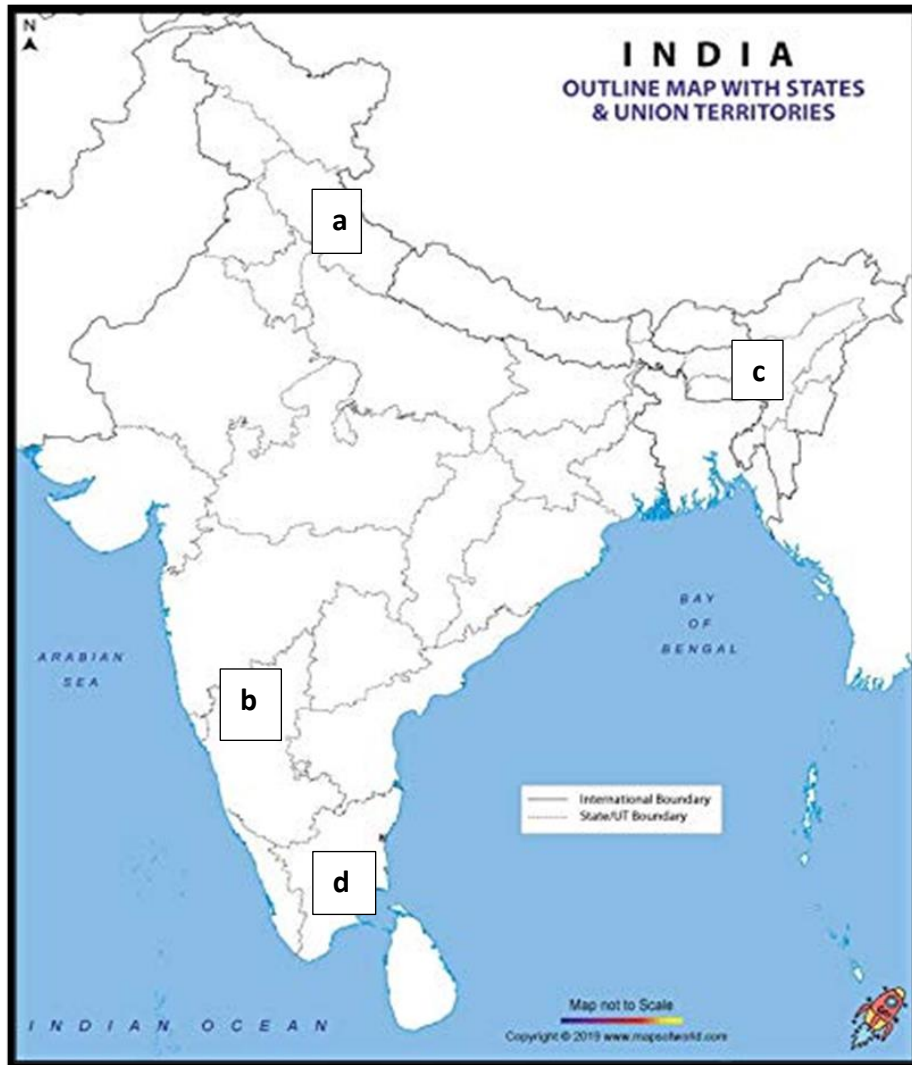 N
I N D I A
OUTLINE MAP WITH STATES
& UNION TERRITORIES
a
c
BAY
OF
BENGAL
ARABIAN
SEA
b
International Boundary
State/UT Boundary
d
Map not to Scale
INDIAN OCEAN
Copyright © 2019 www.mapsofworld.com